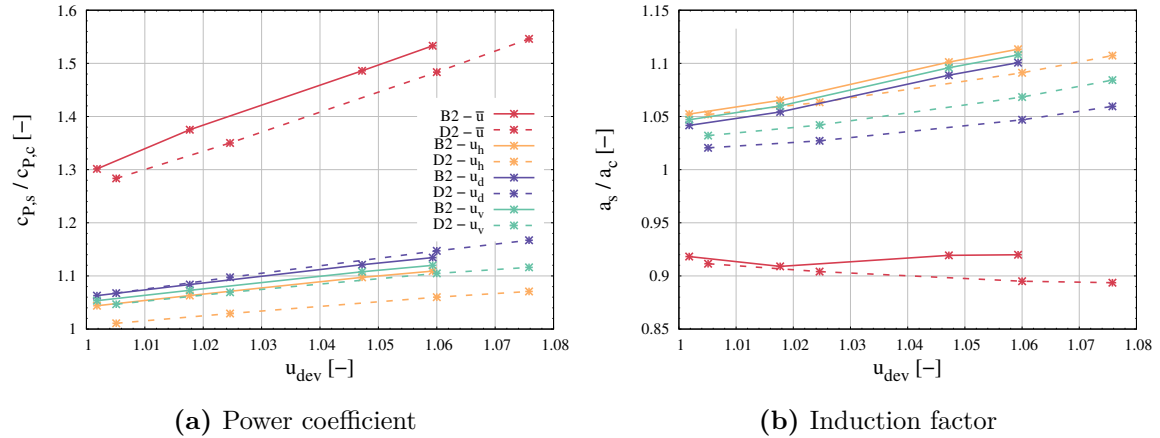 1.6
1.5
1.4
1.3
1.2
1.1
1
c_P,s / c_P,c [−]
B2 − u̅
D2 − u̅
B2 − u_h
D2 − u_h
B2 − u_d
D2 − u_d
B2 − u_v
D2 − u_v
1 1.01 1.02 1.03 1.04 1.05 1.06 1.07 1.08
u_dev [−]
(a) Power coefficient
1.15
1.1
1.05
1
0.95
0.9
0.85
a_s / a_c [−]
1 1.01 1.02 1.03 1.04 1.05 1.06 1.07 1.08
u_dev [−]
(b) Induction factor